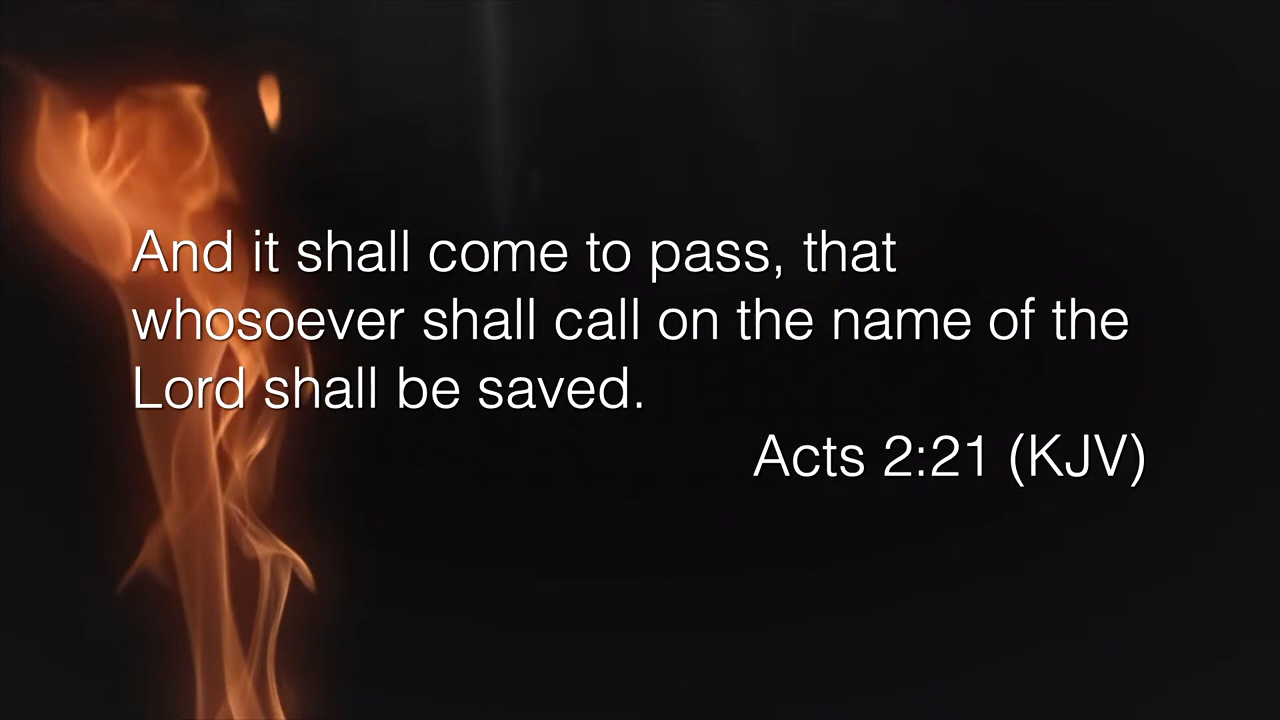 And it shall come to pass, that
whosoever shall call on the name of the
Lord shall be saved.
Acts 2:21 (KJV)